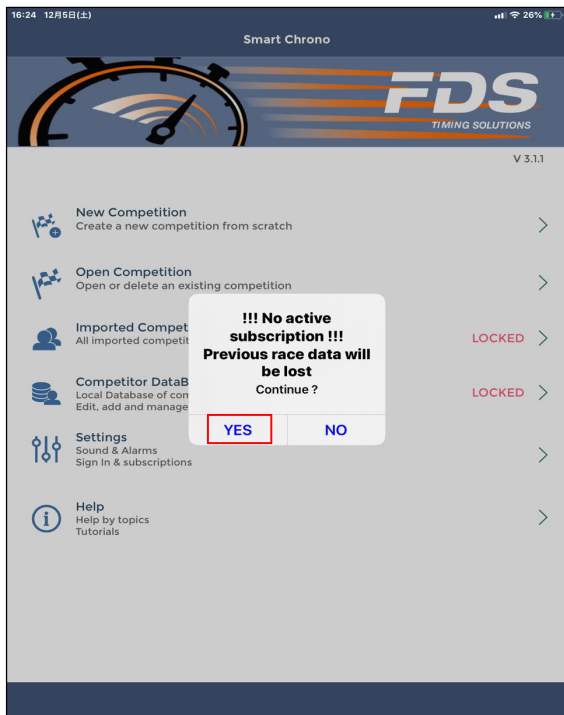 16:24 12月5日(土)
26%
Smart Chrono
FDS
TIMING SOLUTIONS
V 3.1.1
New Competition
Create a new competition from scratch
Open Competition
Open or delete an existing competition
Imported Compet
All imported competit
LOCKED
Competitor DataB
Local Database of com
Edit, add and manage
LOCKED
Settings
Sound & Alarms
Sign In & subscriptions
Help
Help by topics
Tutorials
!!! No active
subscription !!!
Previous race data will
be lost
Continue ?
YES NO